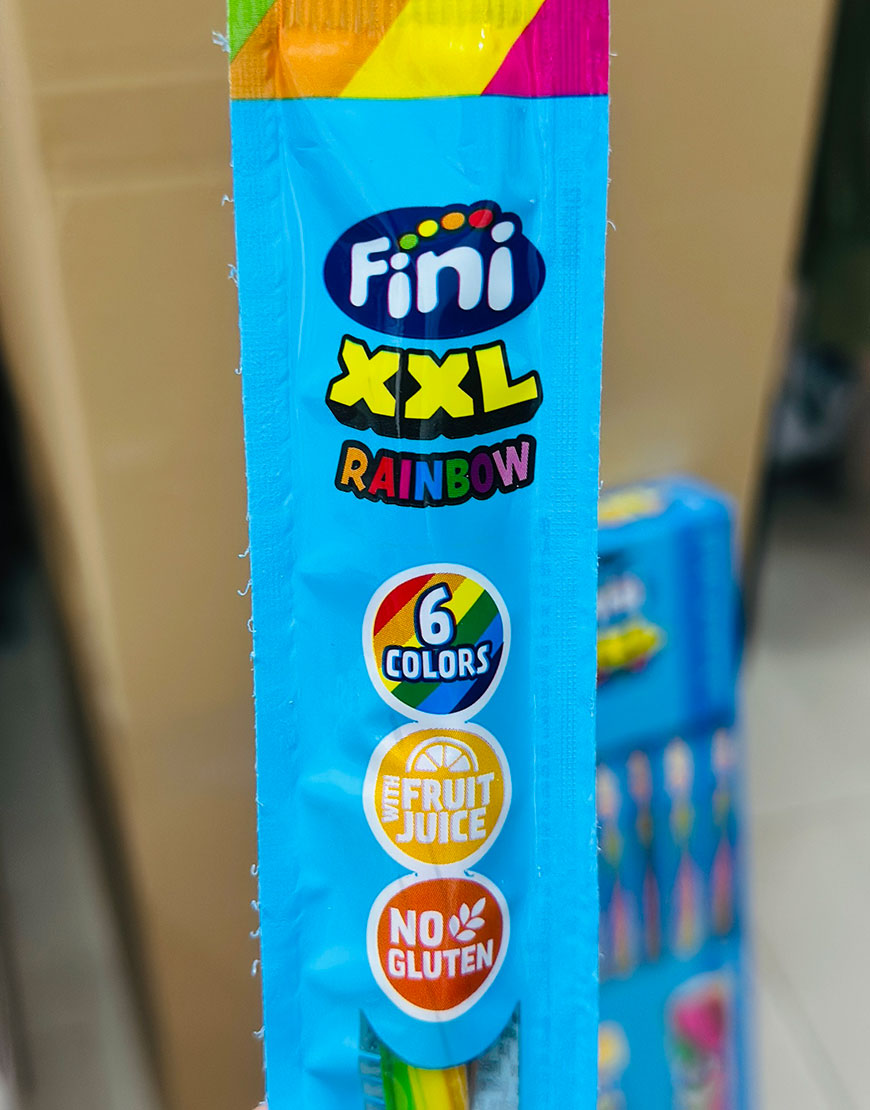 Fini
XXL
RAINBOW
6
COLORS
WITH
FRUIT
JUICE
NO
GLUTEN